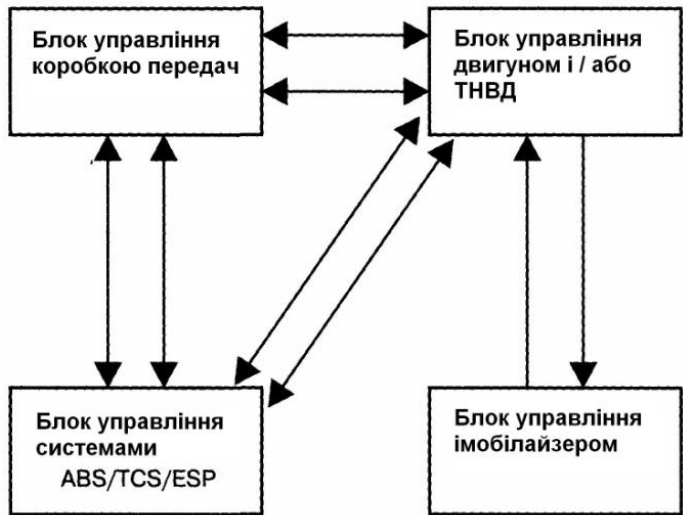 Блок управління
коробкою передач
Блок управління
двигуном і / або
ТНВД
Блок управління
системами
ABS/TCS/ESP
Блок управління
імобілайзером